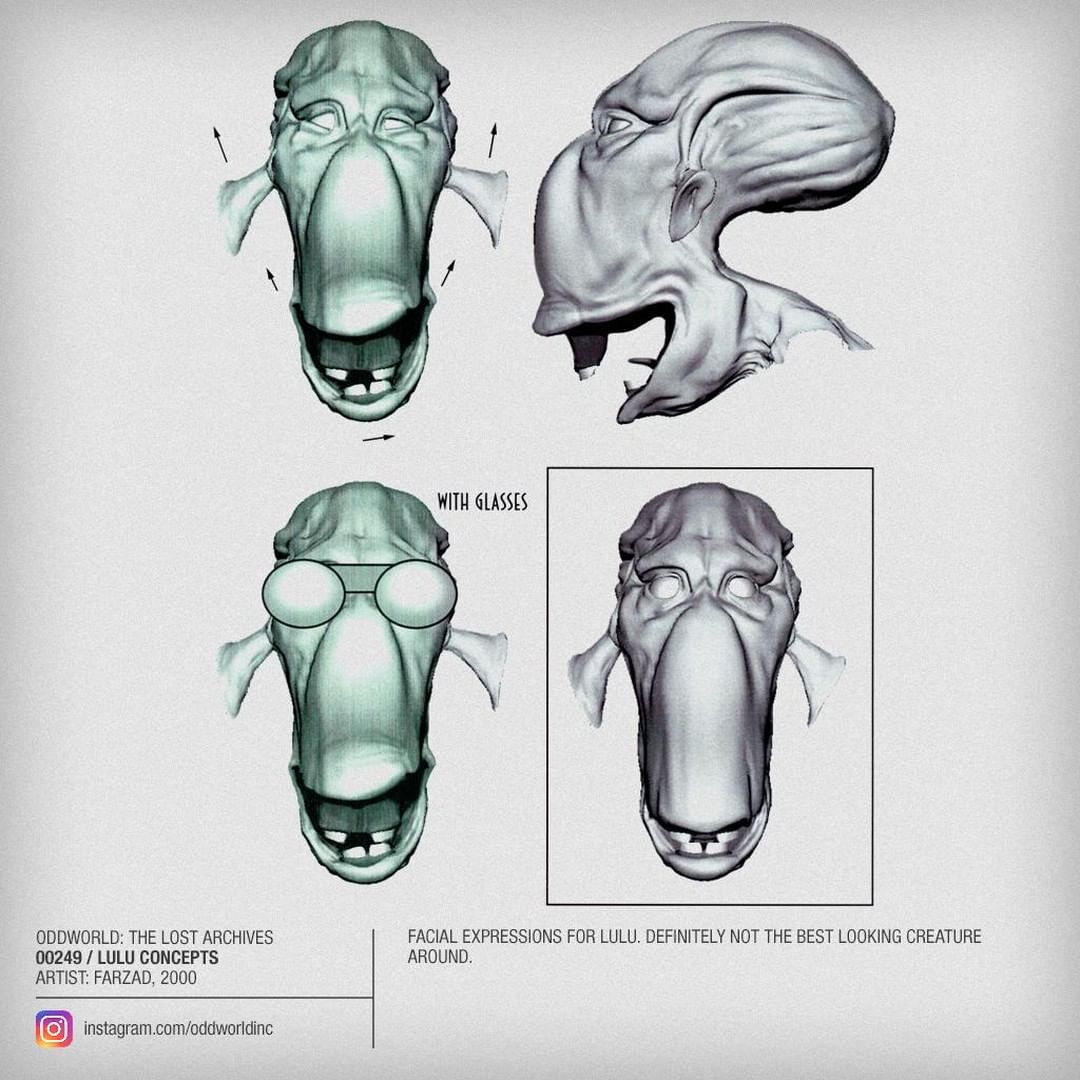 WITH GLASSES
ODDWORLD: THE LOST ARCHIVES
00249 / LULU CONCEPTS
ARTIST: FARZAD, 2000
instagram.com/oddworldinc
FACIAL EXPRESSIONS FOR LULU. DEFINITELY NOT THE BEST LOOKING CREATURE
AROUND.